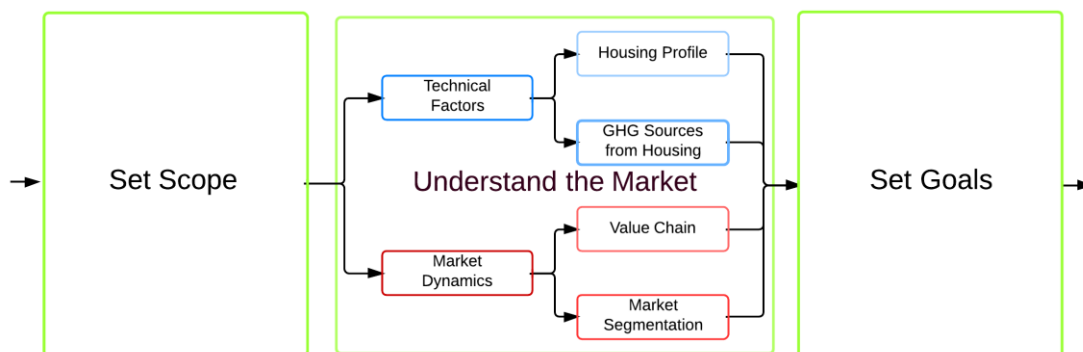 Set Scope
Technical
Factors
Housing Profile
GHG Sources
from Housing
Understand the Market
Market
Dynamics
Value Chain
Market
Segmentation
Set Goals